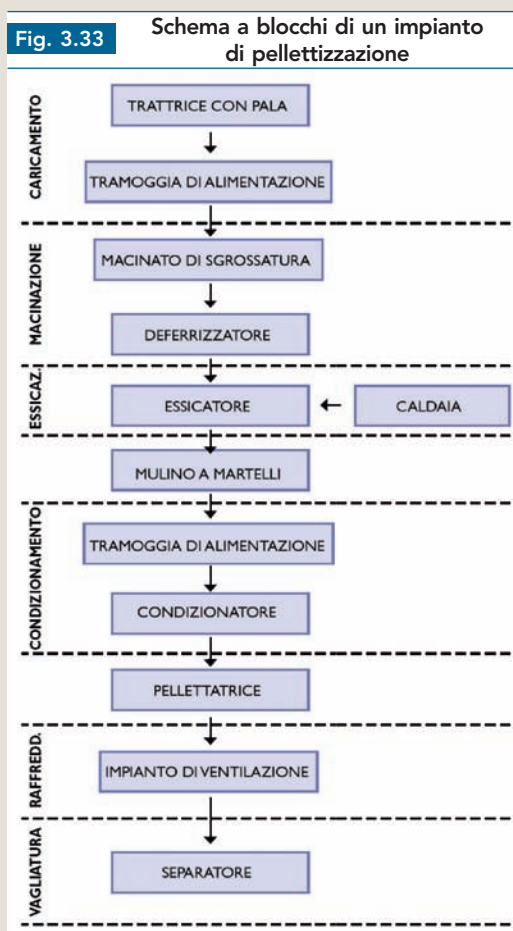 Fig. 3.33
Schema a blocchi di un impianto
di pellettizzazione
CARICAMENTO
TRATTRICE CON PALA
TRAMOGGIA DI ALIMENTAZIONE
MACINAZIONE
MACINATO DI SGROSSATURA
DEFERRIZZATORE
ESSICAZ.
ESSICATORE
CALDAIA
MULINO A MARTELLI
CONDIZIONAMENTO
TRAMOGGIA DI ALIMENTAZIONE
CONDIZIONATORE
PELLETTATRICE
RAFFREDD.
IMPIANTO DI VENTILAZIONE
VAGLIATURA
SEPARATORE